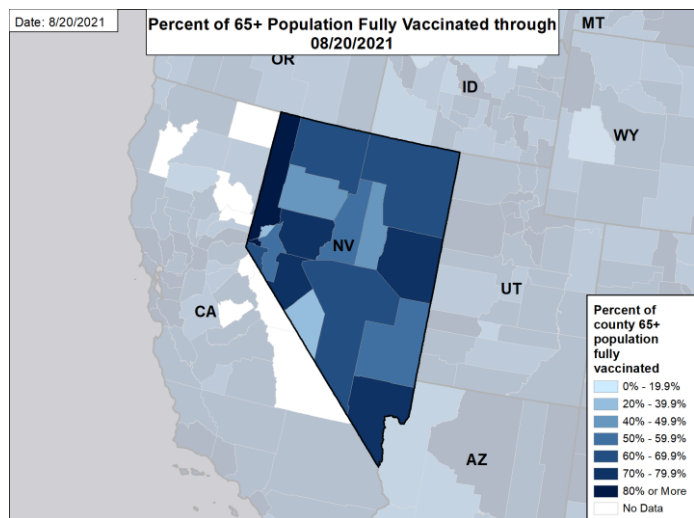 Date: 8/20/2021
Percent of 65+ Population Fully Vaccinated through
08/20/2021
MT
OR
ID
WY
NV
UT
CA
AZ
Percent of
county 65+
population
fully
vaccinated
0% - 19.9%
20% - 39.9%
40% - 49.9%
50% - 59.9%
60% - 69.9%
70% - 79.9%
80% or More
No Data